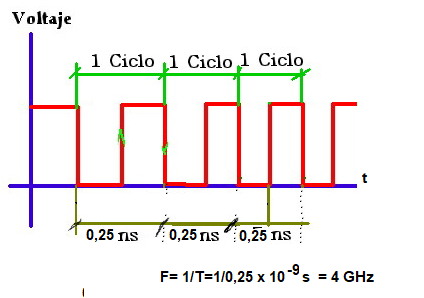 Voltaje
1 Ciclo 1 Ciclo 1 Ciclo
t
0,25 ns 0,25 ns 0,25 ns
F= 1/T=1/0,25 x 10⁻⁹ s = 4 GHz